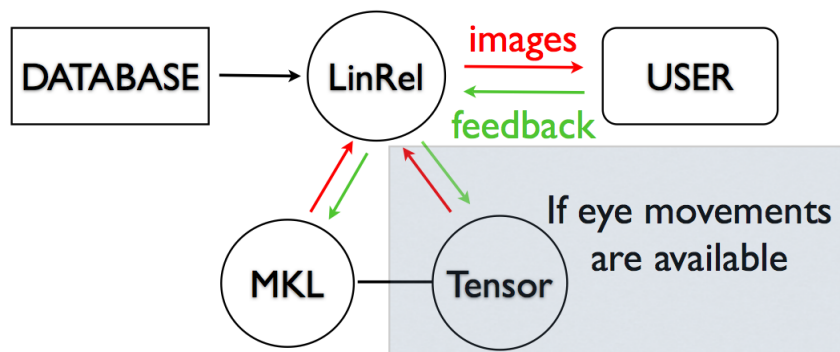 images
DATABASE
LinRel
USER
feedback
If eye movements
are available
MKL
Tensor